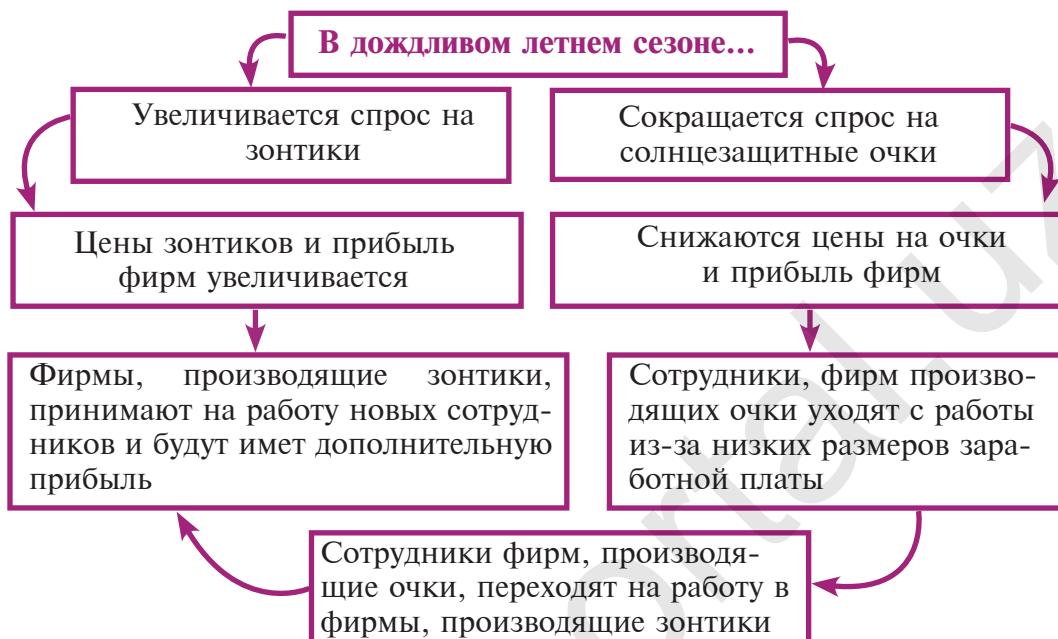 В дождливом летнем сезоне...
Увеличивается спрос на
зонтики
Сокращается спрос на
солнцезащитные очки
Цены зонтиков и прибыль
фирм увеличивается
Снижаются цены на очки
и прибыль фирм
Фирмы, производящие зонтики,
принимают на работу новых сотруд-
ников и будут имет дополнительную
прибыль
Сотрудники, фирм произво-
дящих очки уходят с работы
из-за низких размеров зара-
ботной платы
Сотрудники фирм, производя-
щие очки, переходят на работу в
фирмы, производящие зонтики
ortal.uz